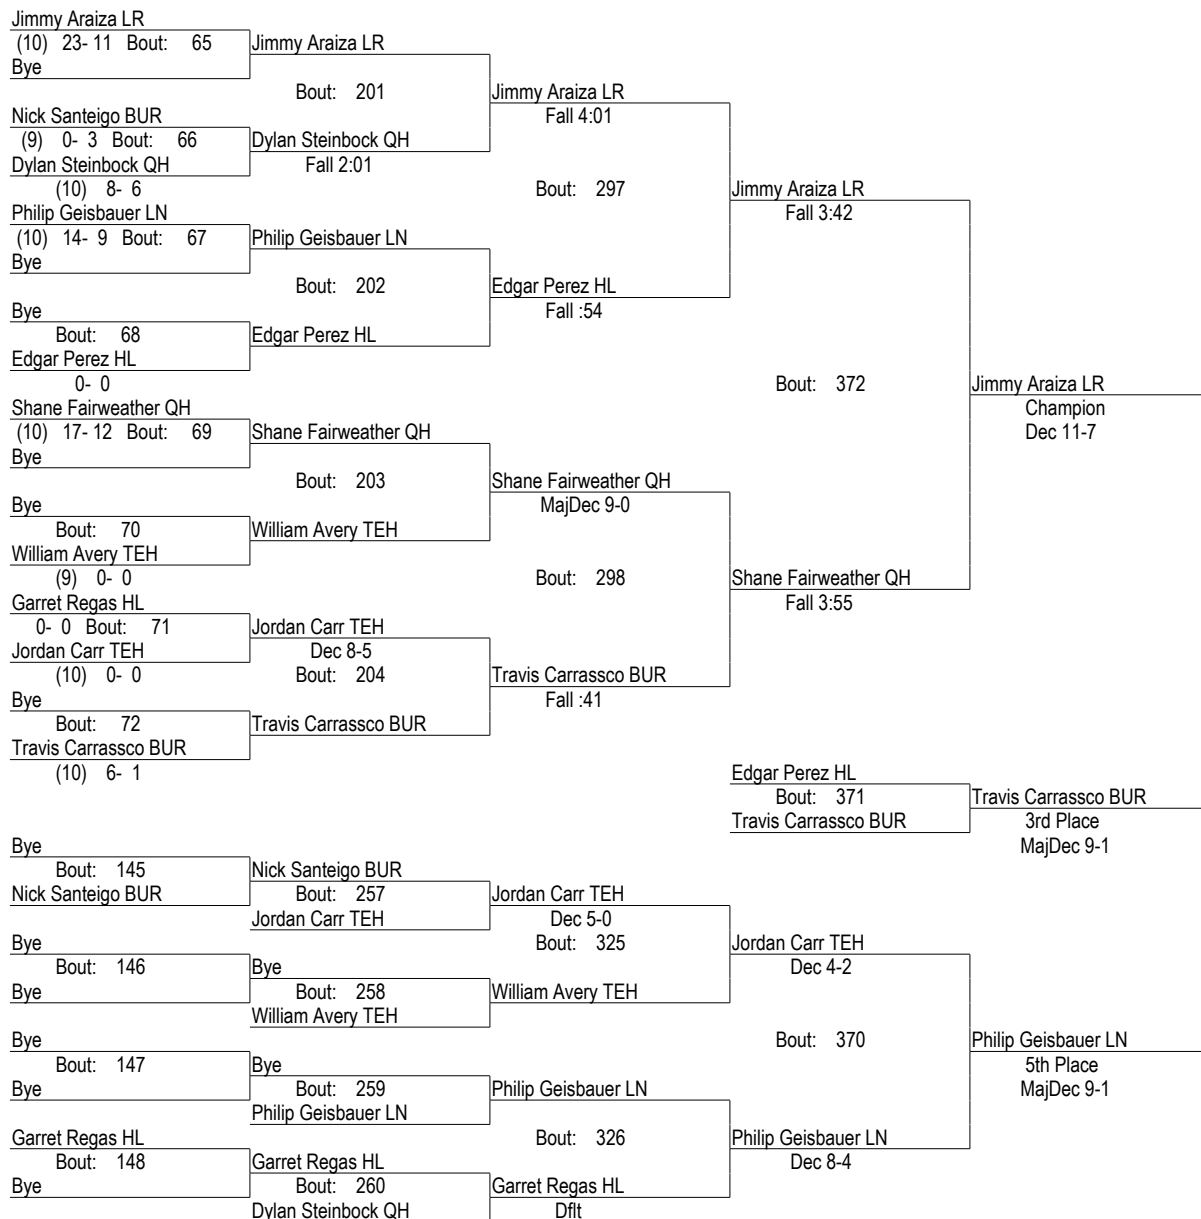 Jimmy Araiza LR
(10) 23- 11 Bout: 65 Jimmy Araiza LR
Bye
Bout: 201 Jimmy Araiza LR
Nick Santeigo BUR Fall 4:01
(9) 0- 3 Bout: 66 Dylan Steinbock QH
Dylan Steinbock QH Fall 2:01
(10) 8- 6 Bout: 297 Jimmy Araiza LR
Philip Geisbauer LN Fall 3:42
(10) 14- 9 Bout: 67 Philip Geisbauer LN
Bye
Bout: 202 Edgar Perez HL
Bye Fall :54
Bout: 68 Edgar Perez HL
Edgar Perez HL
0- 0 Bout: 372 Jimmy Araiza LR
Shane Fairweather QH Champion
(10) 17- 12 Bout: 69 Shane Fairweather QH Dec 11-7
Bye
Bout: 203 Shane Fairweather QH
Bye MajDec 9-0
Bout: 70 William Avery TEH
William Avery TEH
(9) 0- 0 Bout: 298 Shane Fairweather QH
Garret Regas HL Fall 3:55
0- 0 Bout: 71 Jordan Carr TEH
Jordan Carr TEH Dec 8-5
(10) 0- 0 Bout: 204 Travis Carrassco BUR
Bye Fall :41
Bout: 72 Travis Carrassco BUR
Travis Carrassco BUR
(10) 6- 1 Edgar Perez HL
Bout: 371 Travis Carrassco BUR
Travis Carrassco BUR 3rd Place
Bye MajDec 9-1
Bout: 145 Nick Santeigo BUR
Nick Santeigo BUR Bout: 257 Jordan Carr TEH
Jordan Carr TEH Dec 5-0
Bye Bout: 325 Jordan Carr TEH
Bout: 146 Bye Dec 4-2
Bye Bout: 258 William Avery TEH
William Avery TEH
Bye Bout: 370 Philip Geisbauer LN
Bout: 147 Bye 5th Place
Bye Bout: 259 Philip Geisbauer LN MajDec 9-1
Philip Geisbauer LN
Garret Regas HL Bout: 326 Philip Geisbauer LN
Bout: 148 Garret Regas HL Dec 8-4
Bye Bout: 260 Garret Regas HL
Dylan Steinbock QH Dflt